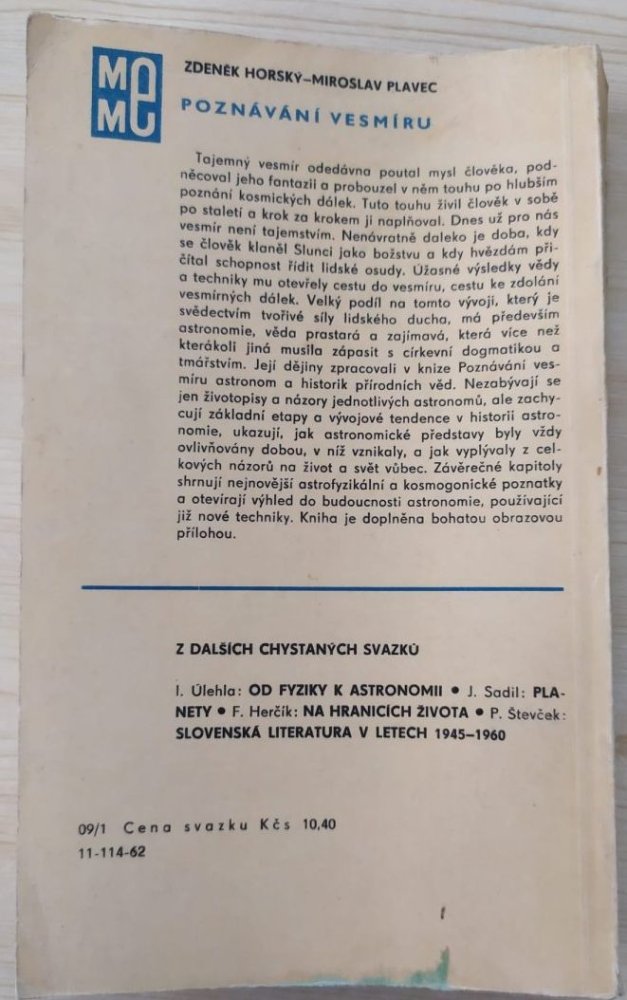 MeMe
ZDENĚK HORSKÝ–MIROSLAV PLAVEC
POZNÁVÁNÍ VESMÍRU
Tajemný vesmír odedávna poutal mysl člověka, pod-
něcoval jeho fantazii a probouzel v něm touhu po hlubším
poznání kosmických dálek. Tuto touhu živil člověk v sobě
po staletí a krok za krokem ji naplňoval. Dnes už pro nás
vesmír není tajemstvím. Nenávratně daleko je doba, kdy
se člověk klaněl Slunci jako božstvu a kdy hvězdám při-
čítal schopnost řídit lidské osudy. Úžasné výsledky vědy
a techniky mu otevřely cestu do vesmíru, cestu ke zdolání
vesmírných dálek. Velký podíl na tomto vývoji, který je
svědectvím tvořivé síly lidského ducha, má především
astronomie, věda prastará a zajímavá, která více než
kterákoli jiná musila zápasit s církevní dogmatikou a
tmářstvím. Její dějiny zpracovali v knize Poznávání ves-
míru astronom a historik přírodních věd. Nezabývají se
jen životopisy a názory jednotlivých astronomů, ale zachy-
cují základní etapy a vývojové tendence v historii astro-
nomie, ukazují, jak astronomické představy byly vždy
ovlivňovány dobou, v níž vznikaly, a jak vyplývaly z cel-
kových názorů na život a svět vůbec. Závěrečné kapitoly
shrnují nejnovější astrofyzikální a kosmogonické poznatky
a otevírají výhled do budoucnosti astronomie, používající
již nové techniky. Kniha je doplněna bohatou obrazovou
přílohou.
Z DALŠÍCH CHYSTANÝCH SVAZKŮ
I. Úlehla: OD FYZIKY K ASTRONOMII • J. Sadil: PLA-
NETY • F. Herčík: NA HRANICÍCH ŽIVOTA • P. Števček:
SLOVENSKÁ LITERATURA V LETECH 1945–1960
09/1 Cena svazku Kčs 10,40
11-114-62